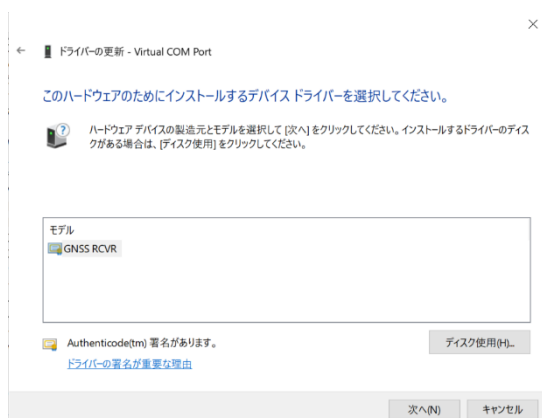 ドライバーの更新 - Virtual COM Port
このハードウェアのためにインストールするデバイス ドライバーを選択してください。
ハードウェア デバイスの製造元とモデルを選択して [次へ] をクリックしてください。インストールするドライバーのディス
クがある場合は、[ディスク使用] をクリックしてください。
モデル
GNSS RCVR
Authenticode(tm) 署名があります。
ディスク使用(H)...
ドライバーの署名が重要な理由
次へ(N)
キャンセル